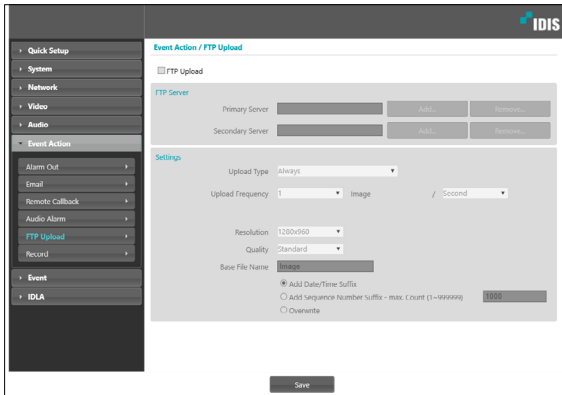 IDIS
Quick Setup
System
Network
Video
Audio
Event Action
Alarm Out
Email
Remote Callback
Audio Alarm
FTP Upload
Record
Event
IDLA
Event Action / FTP Upload
FTP Upload
FTP Server
Primary Server Add... Remove...
Secondary Server Add... Remove...
Settings
Upload Type Always
Upload Frequency 1 Image / Second
Resolution 1280x960
Quality Standard
Base File Name Image
Add Date/Time Suffix
Add Sequence Number Suffix - max. Count (1~999999) 1000
Overwrite
Save